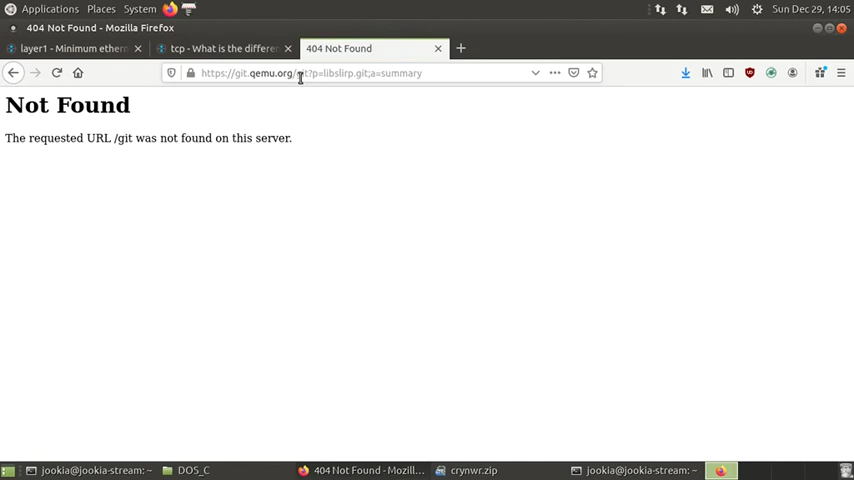 Applications Places System Sun Dec 29, 14:05
404 Not Found - Mozilla Firefox
layer1 - Minimum ethern tcp - What is the differen 404 Not Found
https://git.qemu.org/git?p=libslirp.git;a=summary
Not Found
The requested URL /git was not found on this server.
jookia@jookia-stream: ~ DOS_C 404 Not Found - Mozill... crynwr.zip jookia@jookia-stream: ~